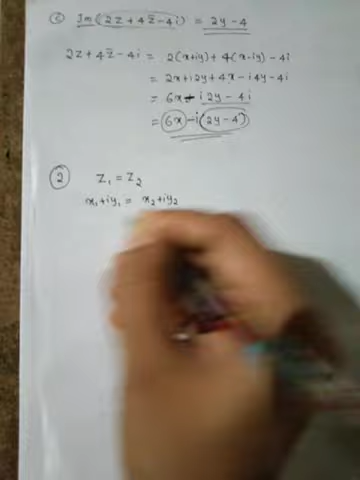 (c) Im(2z+4z̄-4i) = 2y-4
2z+4z̄-4i = 2(x+iy)+4(x-iy)-4i
= 2x+i2y+4x-i4y-4i
= 6x-i2y-4i
= 6x-i(2y-4)
(2) z₁=z₂
x₁+iy₁ = x₂+iy₂